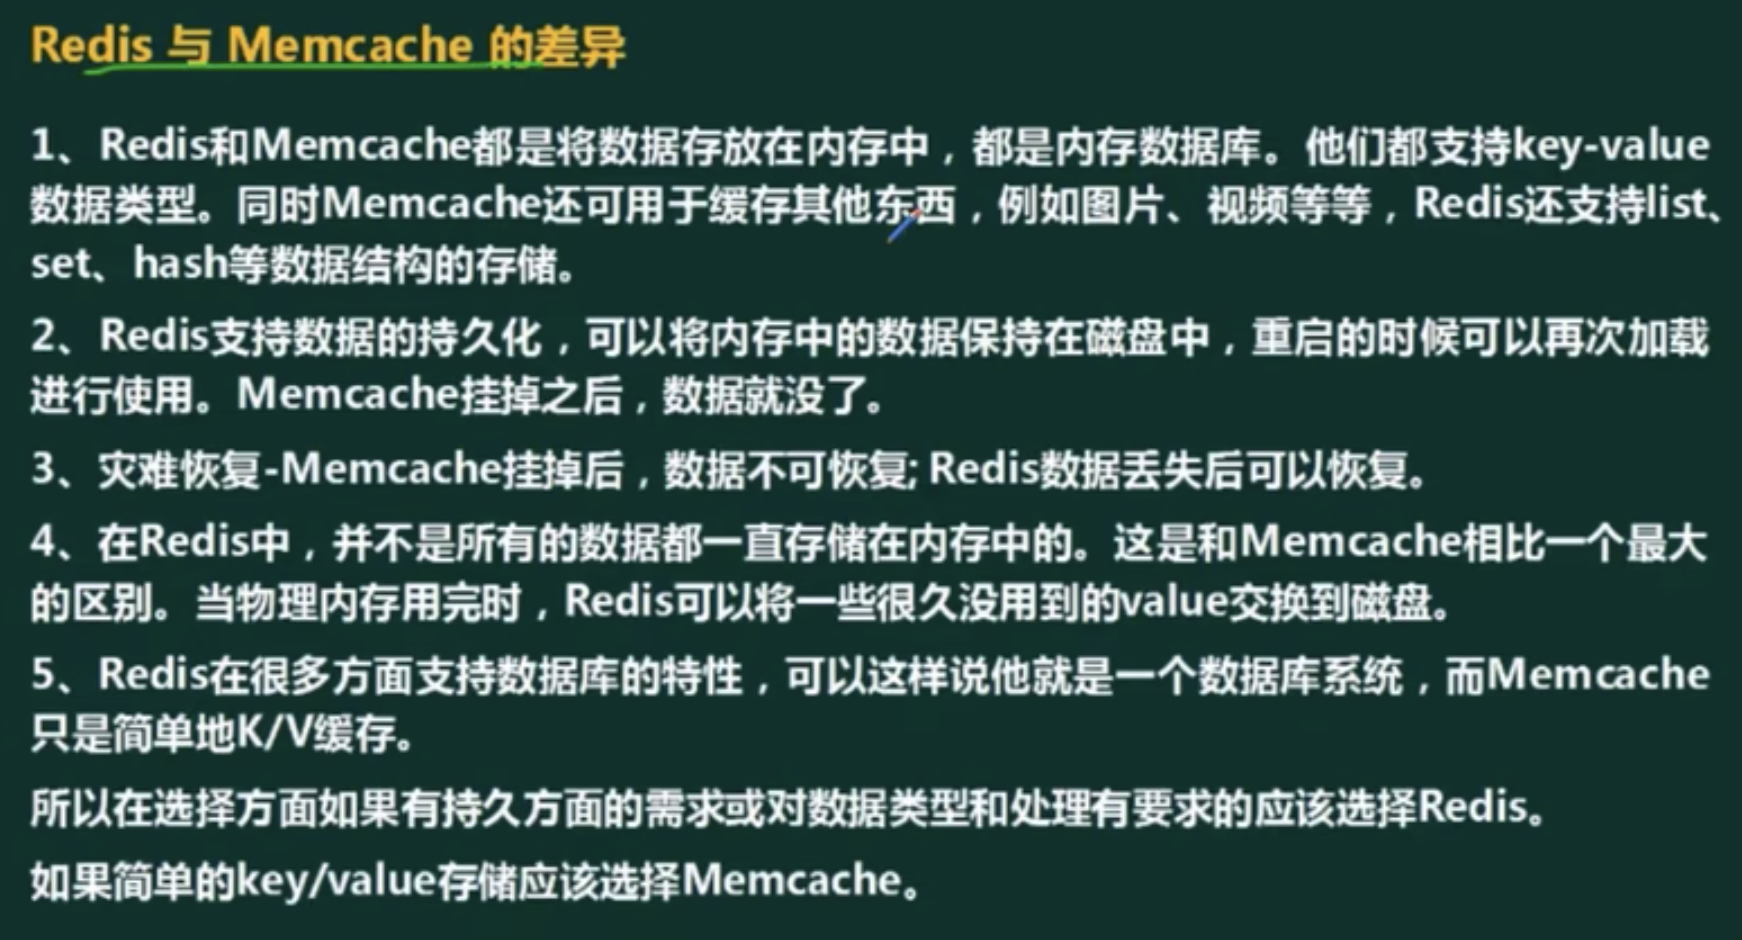 Redis 与 Memcache 的差异
1、Redis和Memcache都是将数据存放在内存中，都是内存数据库。他们都支持key-value
数据类型。同时Memcache还可用于缓存其他东西，例如图片、视频等等，Redis还支持list、
set、hash等数据结构的存储。
2、Redis支持数据的持久化，可以将内存中的数据保持在磁盘中，重启的时候可以再次加载
进行使用。Memcache挂掉之后，数据就没了。
3、灾难恢复-Memcache挂掉后，数据不可恢复; Redis数据丢失后可以恢复。
4、在Redis中，并不是所有的数据都一直存储在内存中的。这是和Memcache相比一个最大
的区别。当物理内存用完时，Redis可以将一些很久没用到的value交换到磁盘。
5、Redis在很多方面支持数据库的特性，可以这样说他就是一个数据库系统，而Memcache
只是简单地K/V缓存。
所以在选择方面如果有持久方面的需求或对数据类型和处理有要求的应该选择Redis。
如果简单的key/value存储应该选择Memcache。